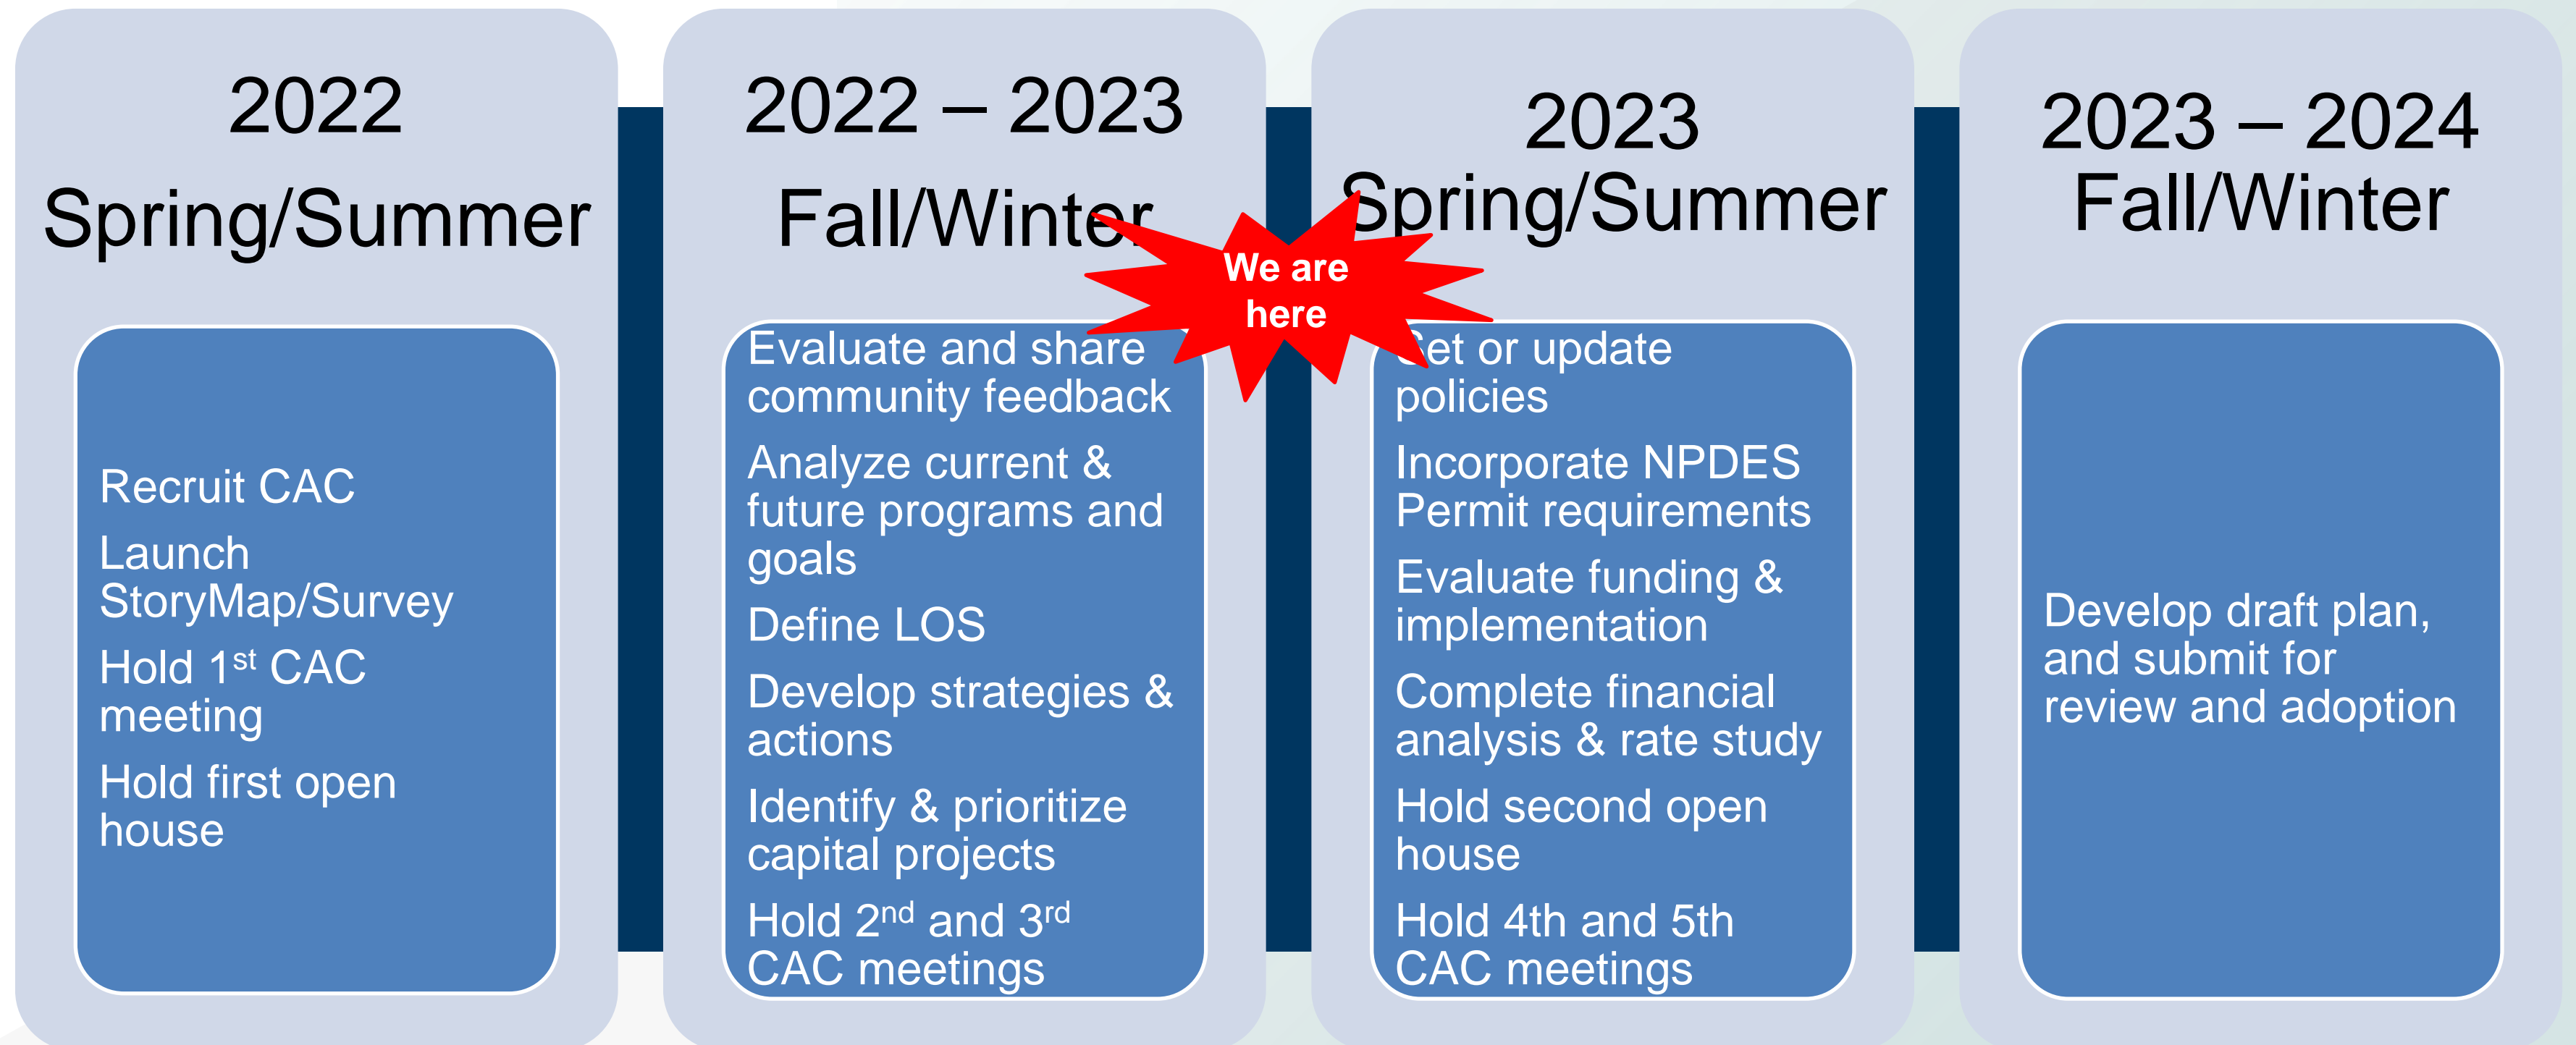 2022
Spring/Summer
Recruit CAC
Launch
StoryMap/Survey
Hold 1st CAC
meeting
Hold first open
house
2022 – 2023
Fall/Winter
Evaluate and share
community feedback
Analyze current &
future programs and
goals
Define LOS
Develop strategies &
actions
Identify & prioritize
capital projects
Hold 2nd and 3rd
CAC meetings
We are
here
2023
Spring/Summer
Set or update
policies
Incorporate NPDES
Permit requirements
Evaluate funding &
implementation
Complete financial
analysis & rate study
Hold second open
house
Hold 4th and 5th
CAC meetings
2023 – 2024
Fall/Winter
Develop draft plan,
and submit for
review and adoption